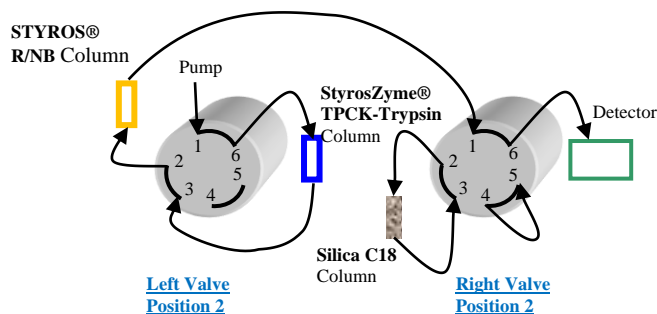 STYROS®
R/NB Column
Pump
StyrosZyme®
TPCK-Trypsin
Column
Detector
1
6
2
5
3
4
1
6
2
5
3
4
Silica C18
Column
Left Valve
Position 2
Right Valve
Position 2